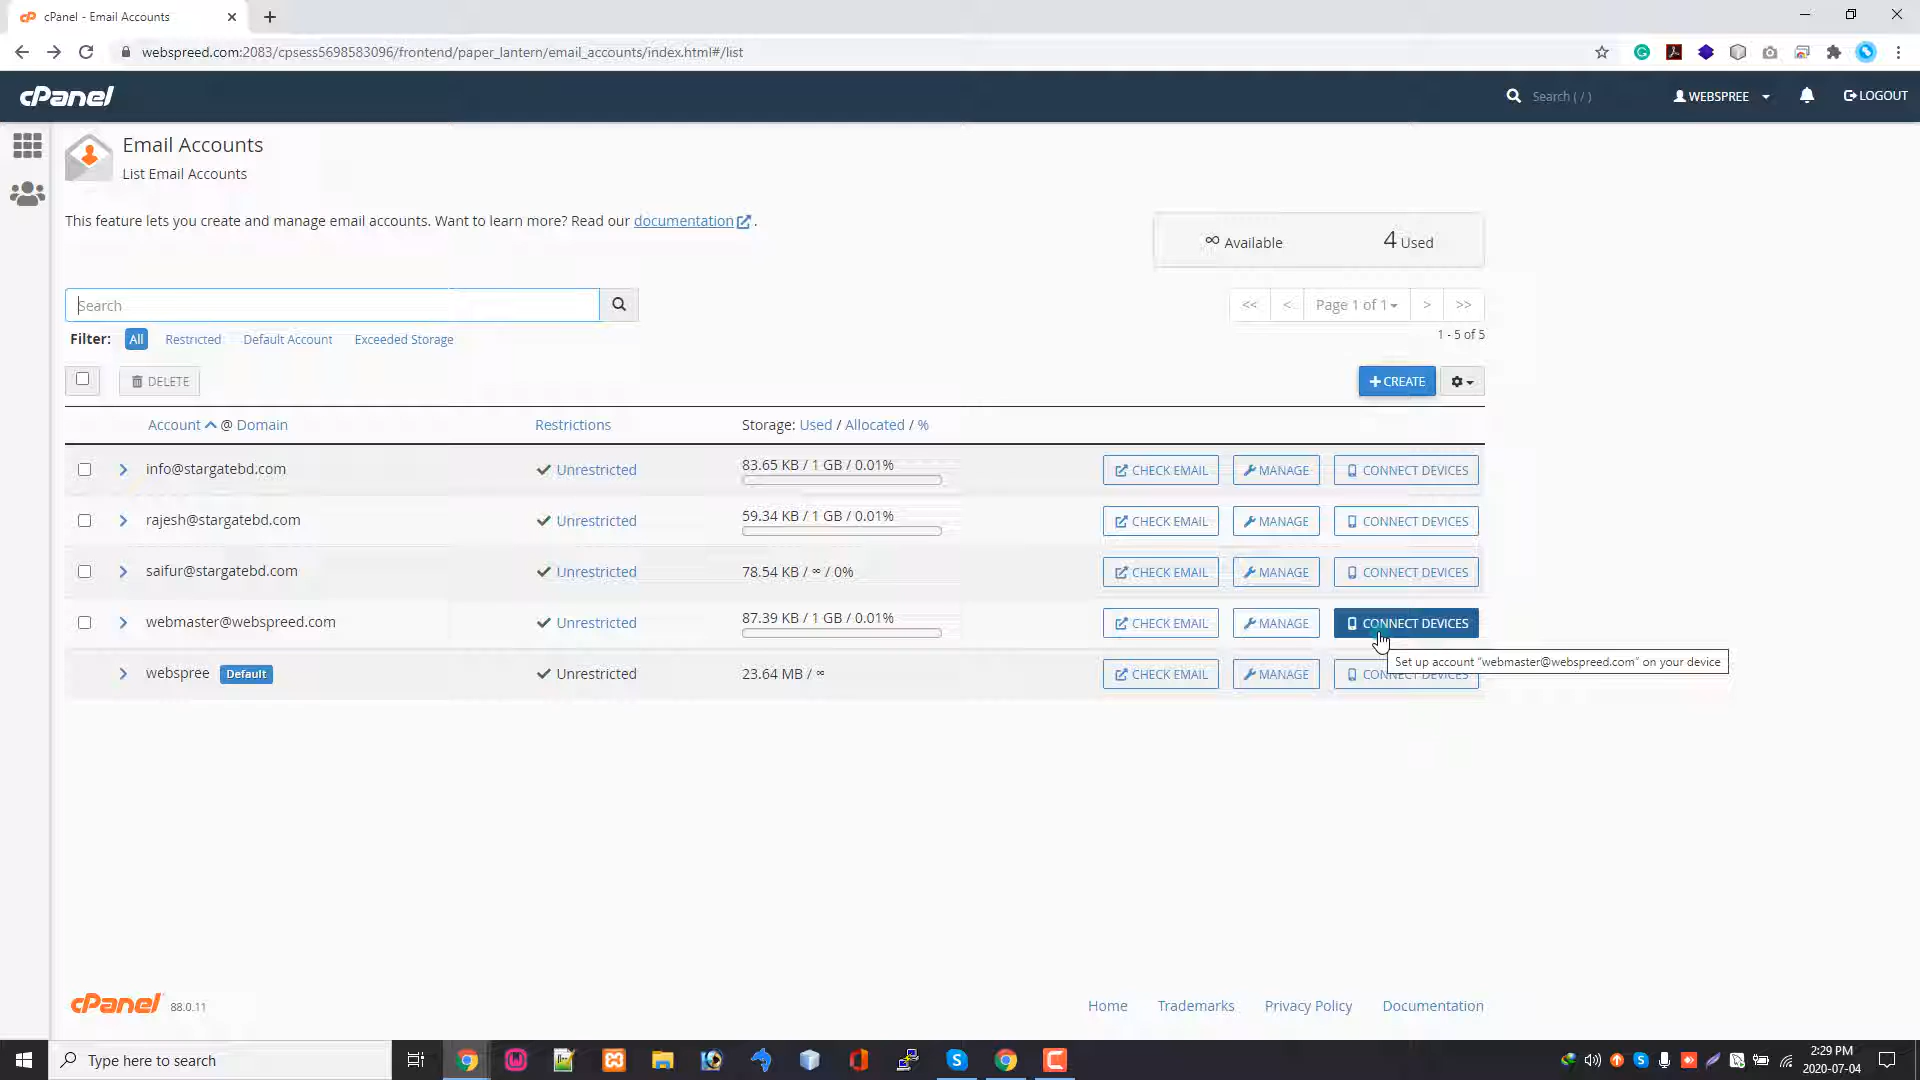 cPanel - Email Accounts
webspreed.com:2083/cpsess5698583096/frontend/paper_lantern/email_accounts/index.html#/list
cPanel
Search ( / )
WEBSPREE
LOGOUT
Email Accounts
List Email Accounts
This feature lets you create and manage email accounts. Want to learn more? Read our documentation .
∞ Available 4 Used
Search
<< < Page 1 of 1 > >>
Filter: All Restricted Default Account Exceeded Storage
1 - 5 of 5
DELETE
+ CREATE
Account @ Domain Restrictions Storage: Used / Allocated / %
info@stargatebd.com Unrestricted 83.65 KB / 1 GB / 0.01% CHECK EMAIL MANAGE CONNECT DEVICES
rajesh@stargatebd.com Unrestricted 59.34 KB / 1 GB / 0.01% CHECK EMAIL MANAGE CONNECT DEVICES
saifur@stargatebd.com Unrestricted 78.54 KB / ∞ / 0% CHECK EMAIL MANAGE CONNECT DEVICES
webmaster@webspreed.com Unrestricted 87.39 KB / 1 GB / 0.01% CHECK EMAIL MANAGE CONNECT DEVICES
Set up account "webmaster@webspreed.com" on your device
webspree Default Unrestricted 23.64 MB / ∞ CHECK EMAIL MANAGE CONNECT DEVICES
cPanel 88.0.11
Home Trademarks Privacy Policy Documentation
Type here to search
2:29 PM
2020-07-04